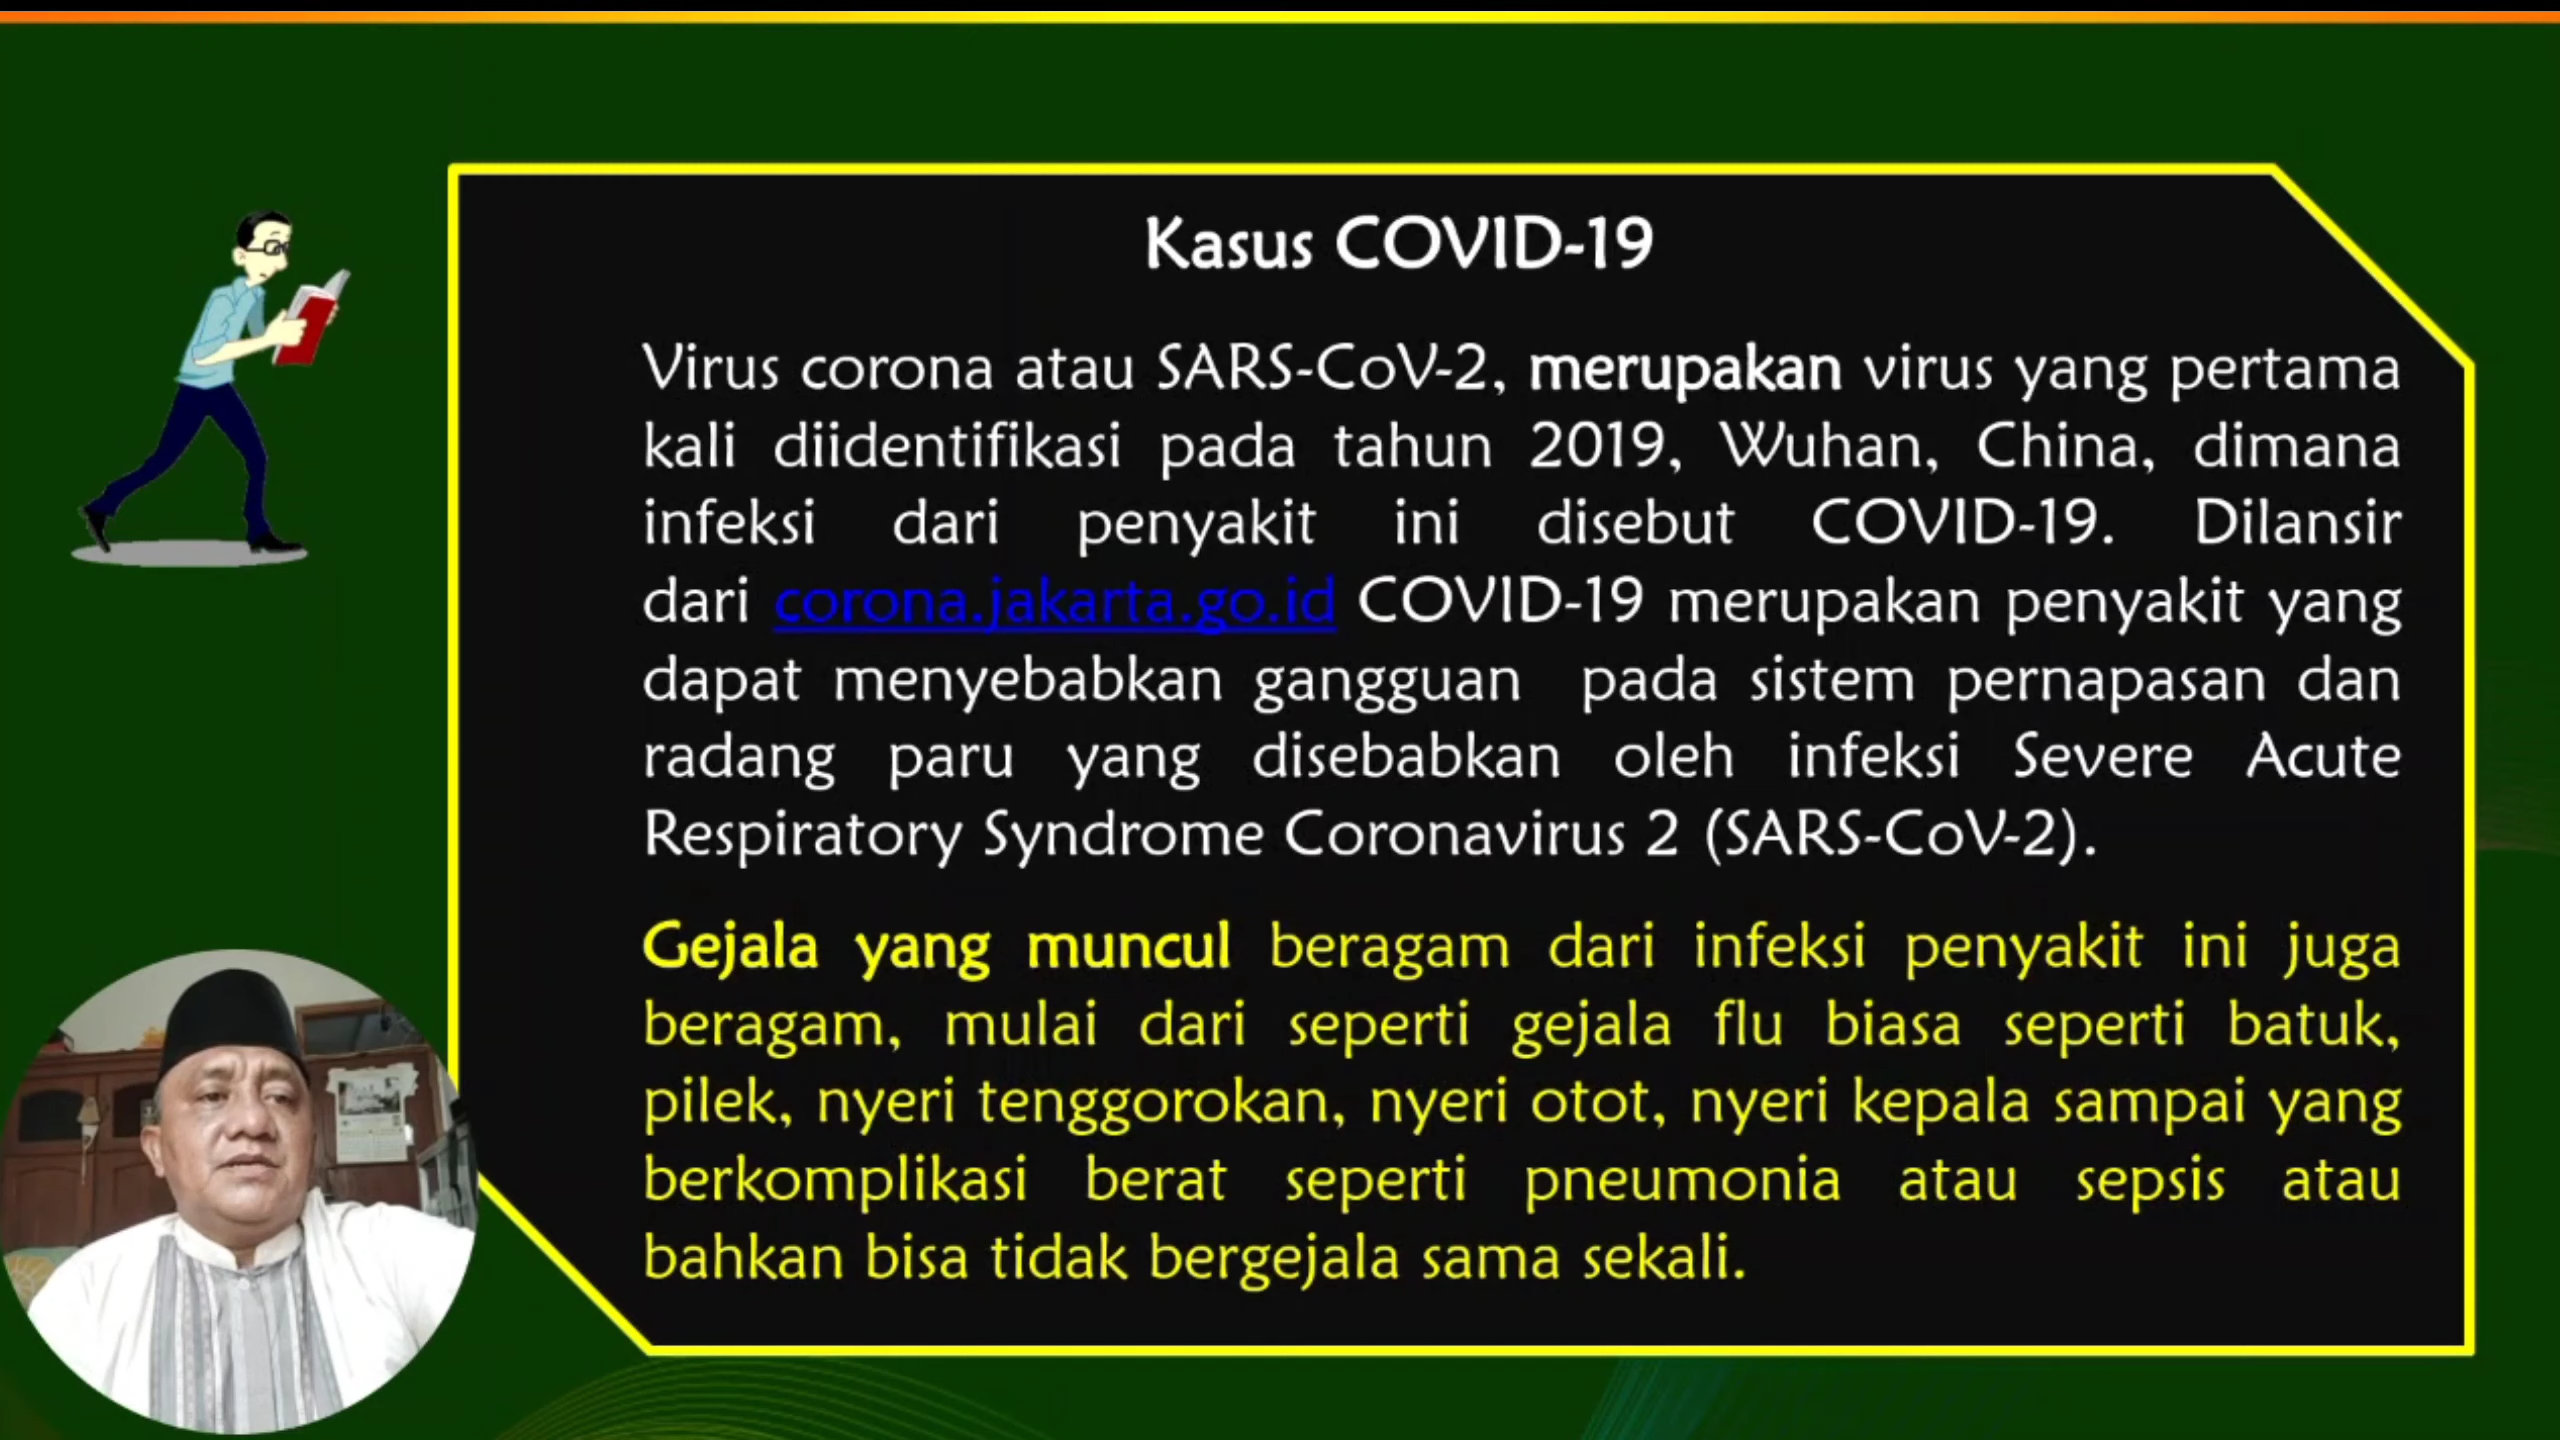 Kasus COVID-19
Virus corona atau SARS-CoV-2, merupakan virus yang pertama
kali diidentifikasi pada tahun 2019, Wuhan, China, dimana
infeksi dari penyakit ini disebut COVID-19. Dilansir
dari corona.jakarta.go.id COVID-19 merupakan penyakit yang
dapat menyebabkan gangguan pada sistem pernapasan dan
radang paru yang disebabkan oleh infeksi Severe Acute
Respiratory Syndrome Coronavirus 2 (SARS-CoV-2).
Gejala yang muncul beragam dari infeksi penyakit ini juga
beragam, mulai dari seperti gejala flu biasa seperti batuk,
pilek, nyeri tenggorokan, nyeri otot, nyeri kepala sampai yang
berkomplikasi berat seperti pneumonia atau sepsis atau
bahkan bisa tidak bergejala sama sekali.